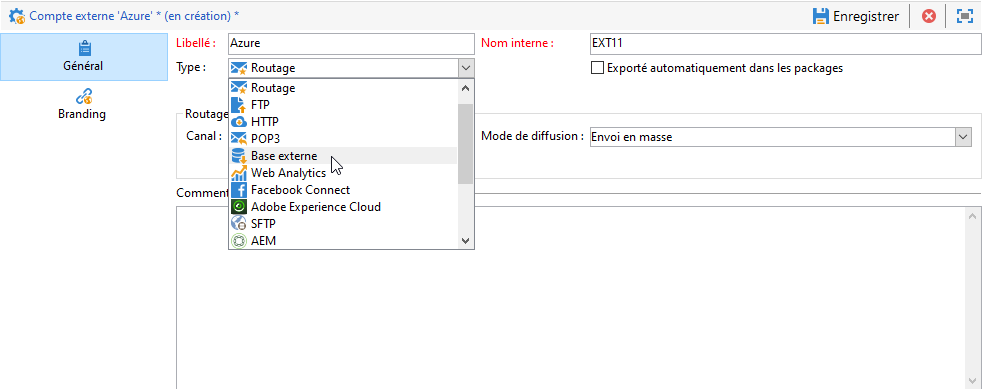 Compte externe 'Azure' * (en création) *
Enregistrer
Général
Branding
Libellé :
Azure
Nom interne :
EXT11
Type :
Routage
Exporté automatiquement dans les packages
Routage
FTP
HTTP
POP3
Base externe
Web Analytics
Facebook Connect
Adobe Experience Cloud
SFTP
AEM
Routage
Canal :
Mode de diffusion :
Envoi en masse
Comment